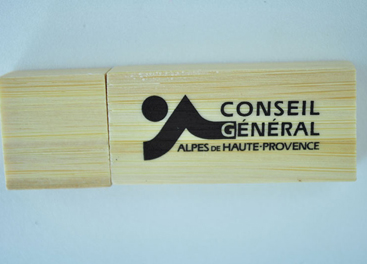 CONSEIL
GÉNÉRAL
ALPES DE HAUTE-PROVENCE